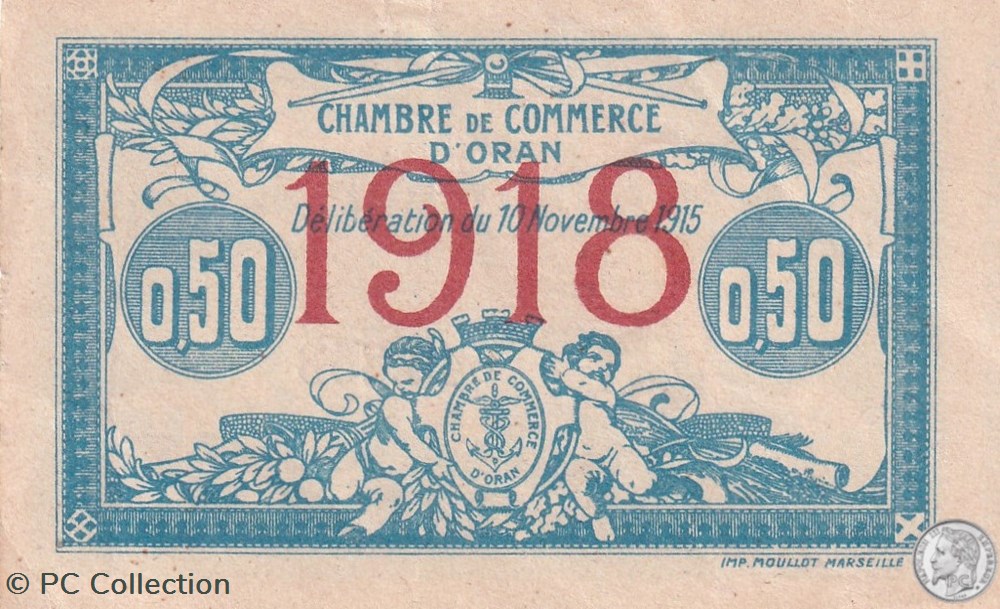 CHAMBRE DE COMMERCE
D'ORAN
1918
Délibération du 10 Novembre 1915
0,50
0,50
CHAMBRE DE COMMERCE
D'ORAN
IMP. MOULLOT MARSEILLE
© PC Collection